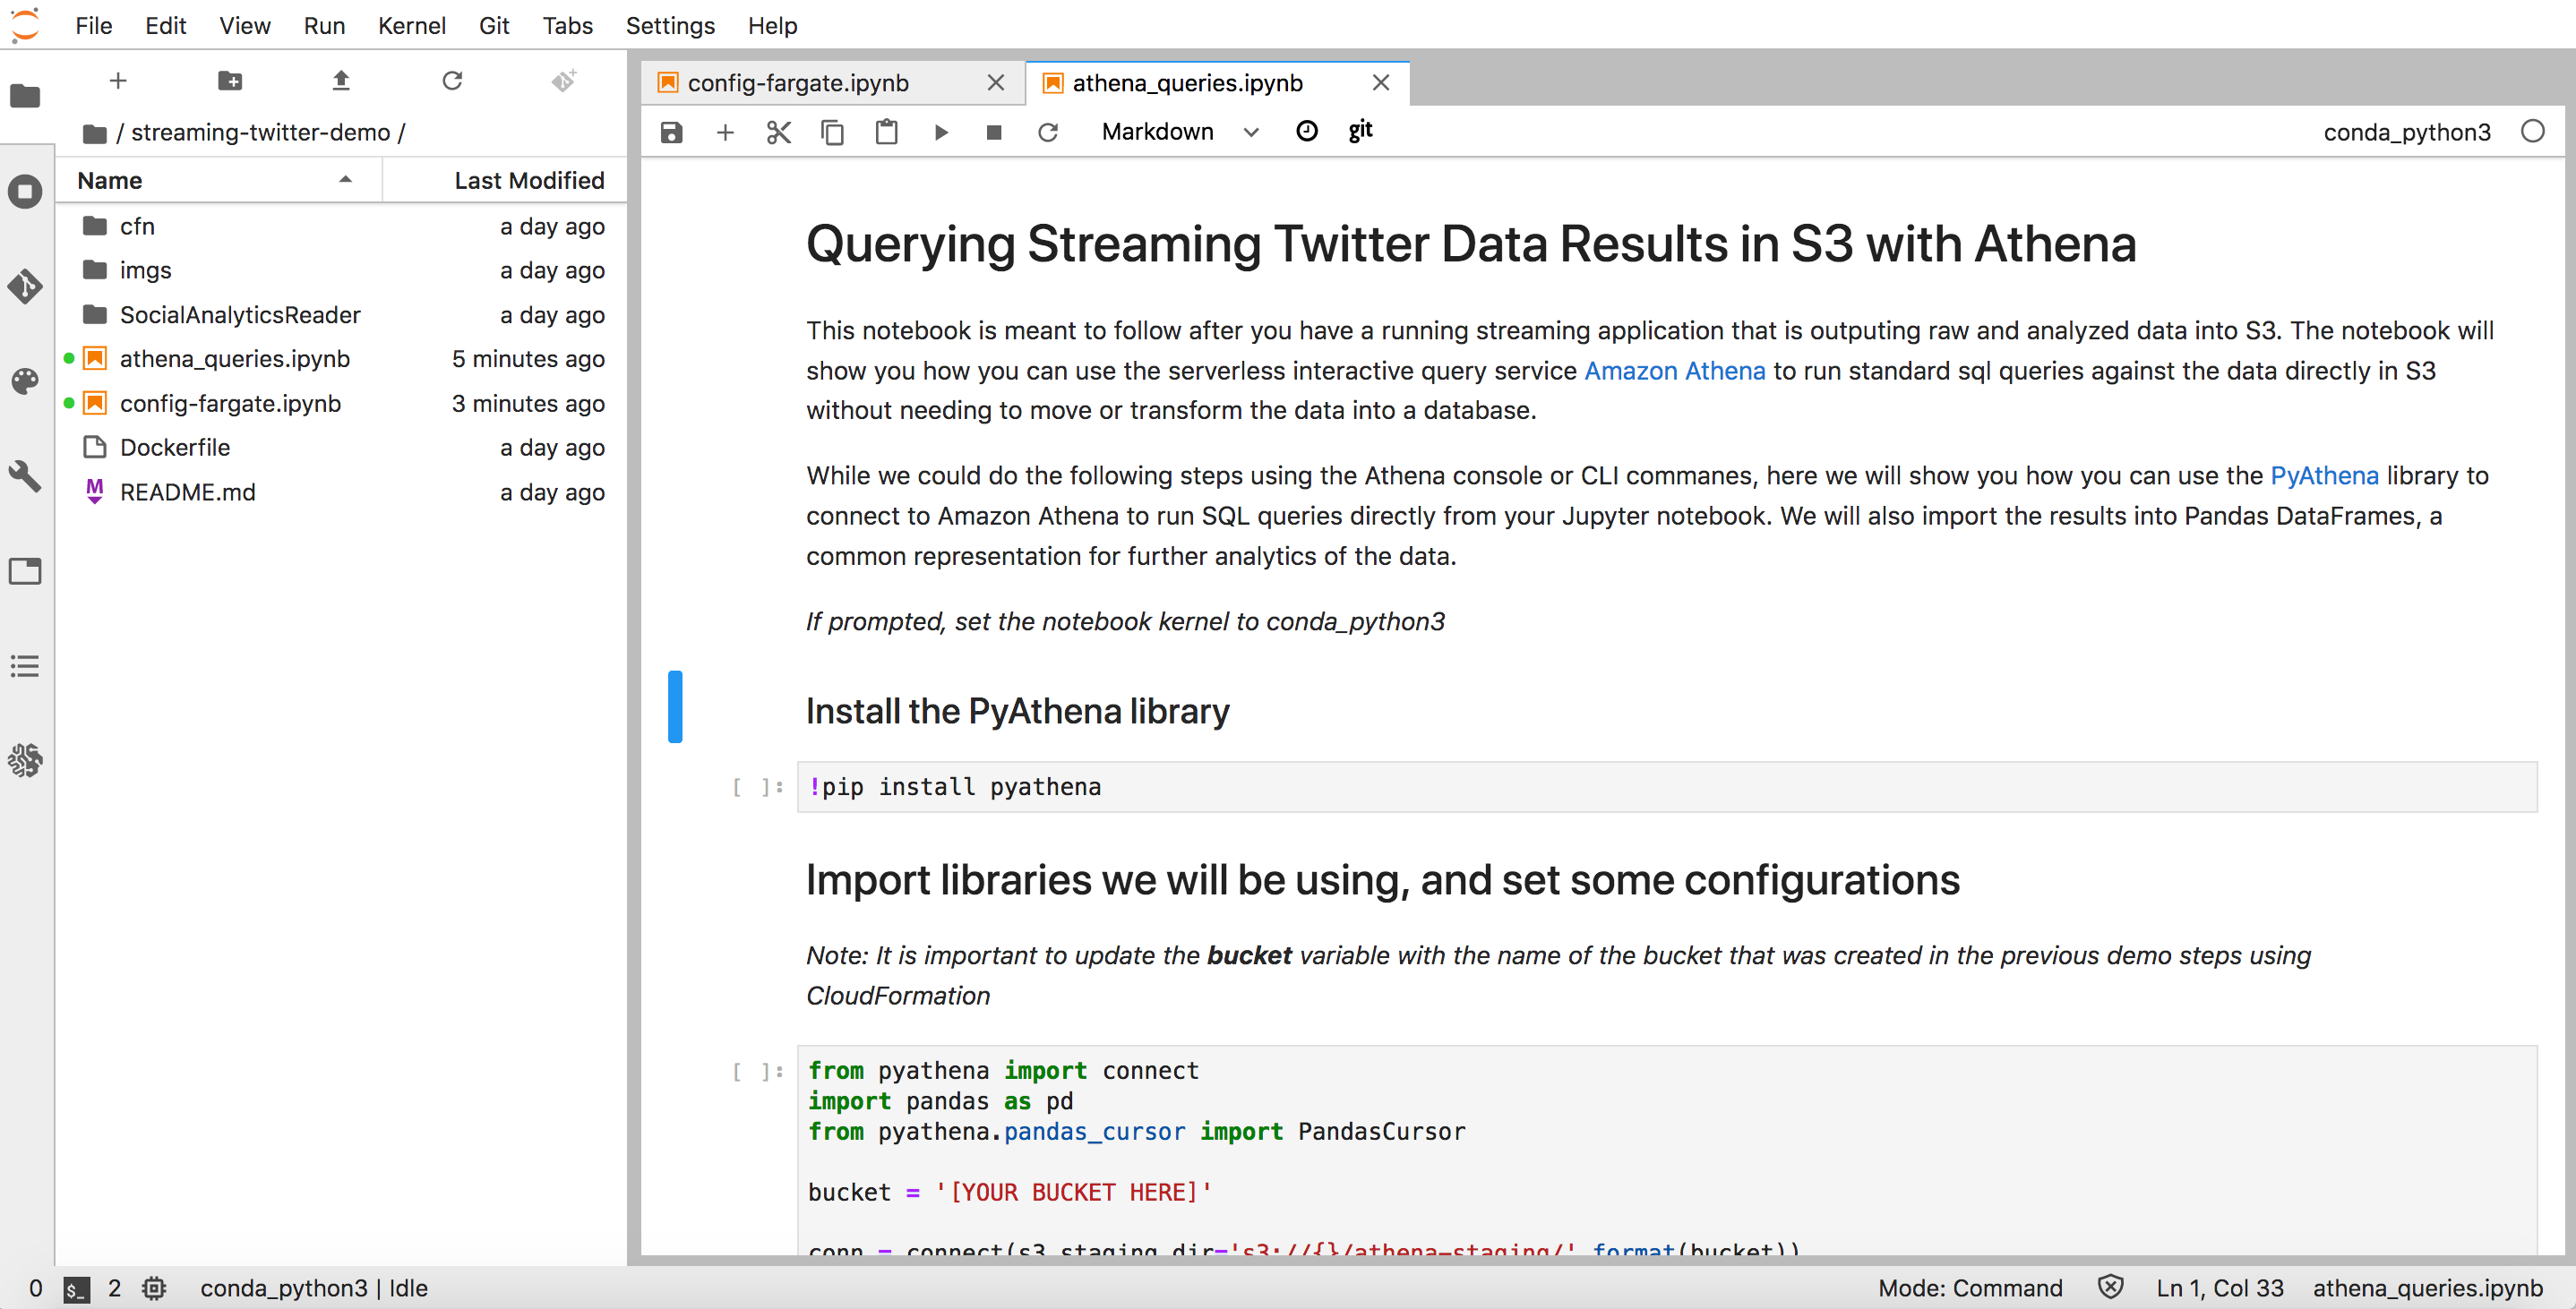 File Edit View Run Kernel Git Tabs Settings Help
config-fargate.ipynb
athena_queries.ipynb
/ streaming-twitter-demo /
Markdown git conda_python3
Name Last Modified
cfn a day ago
imgs a day ago
SocialAnalyticsReader a day ago
athena_queries.ipynb 5 minutes ago
config-fargate.ipynb 3 minutes ago
Dockerfile a day ago
M README.md a day ago
Querying Streaming Twitter Data Results in S3 with Athena
This notebook is meant to follow after you have a running streaming application that is outputing raw and analyzed data into S3. The notebook will
show you how you can use the serverless interactive query service Amazon Athena to run standard sql queries against the data directly in S3
without needing to move or transform the data into a database.
While we could do the following steps using the Athena console or CLI commanes, here we will show you how you can use the PyAthena library to
connect to Amazon Athena to run SQL queries directly from your Jupyter notebook. We will also import the results into Pandas DataFrames, a
common representation for further analytics of the data.
If prompted, set the notebook kernel to conda_python3
Install the PyAthena library
[ ]: !pip install pyathena
Import libraries we will be using, and set some configurations
Note: It is important to update the bucket variable with the name of the bucket that was created in the previous demo steps using
CloudFormation
[ ]: from pyathena import connect
import pandas as pd
from pyathena.pandas_cursor import PandasCursor
bucket = '[YOUR BUCKET HERE]'
conn = connect(s3_staging_dir='s3://{}/athena-staging/'.format(bucket))
0 $_ 2 conda_python3 | Idle
Mode: Command Ln 1, Col 33 athena_queries.ipynb